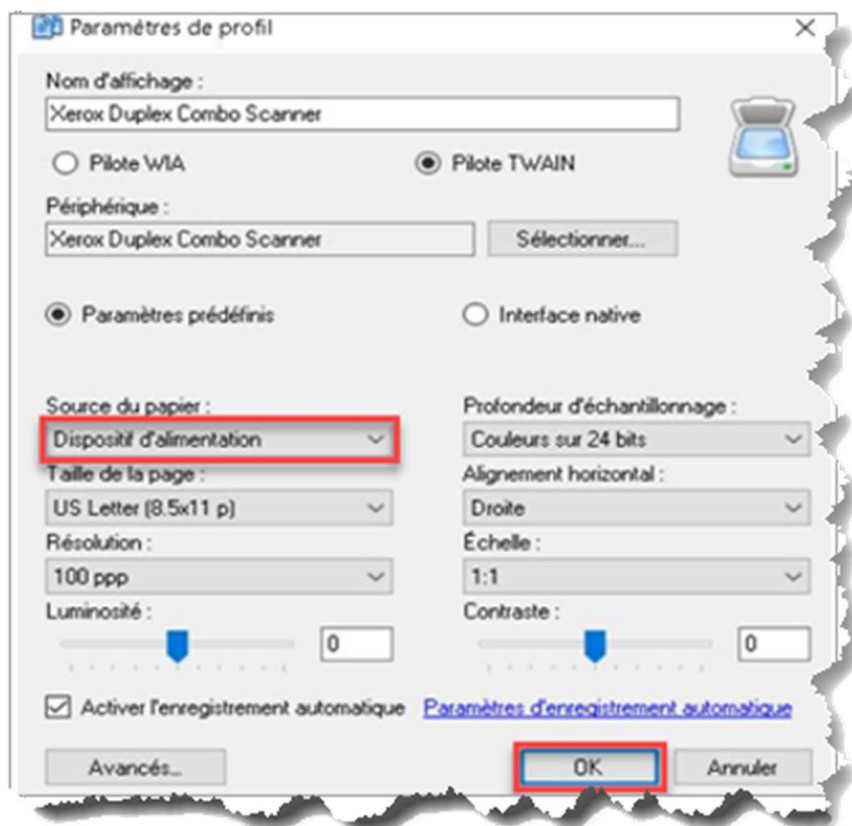 Paramètres de profil
Nom d'affichage :
Xerox Duplex Combo Scanner
Pilote WIA Pilote TWAIN
Périphérique :
Xerox Duplex Combo Scanner Sélectionner...
Paramètres prédéfinis Interface native
Source du papier : Profondeur d'échantillonnage :
Dispositif d'alimentation Couleurs sur 24 bits
Taille de la page : Alignement horizontal :
US Letter (8.5x11 p) Droite
Résolution : Échelle :
100 ppp 1:1
Luminosité : Contraste :
0 0
Activer l'enregistrement automatique Paramètres d'enregistrement automatique
Avancés... OK Annuler